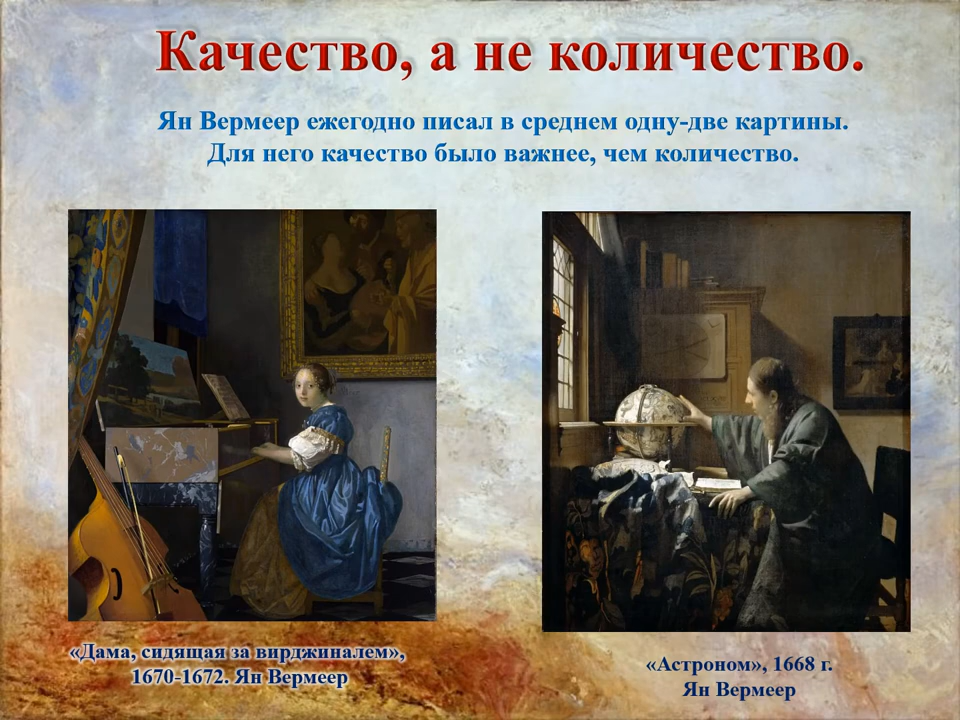 Качество, а не количество.
Ян Вермеер ежегодно писал в среднем одну-две картины.
Для него качество было важнее, чем количество.
«Дама, сидящая за вирджиналем»,
1670-1672. Ян Вермеер
«Астроном», 1668 г.
Ян Вермеер